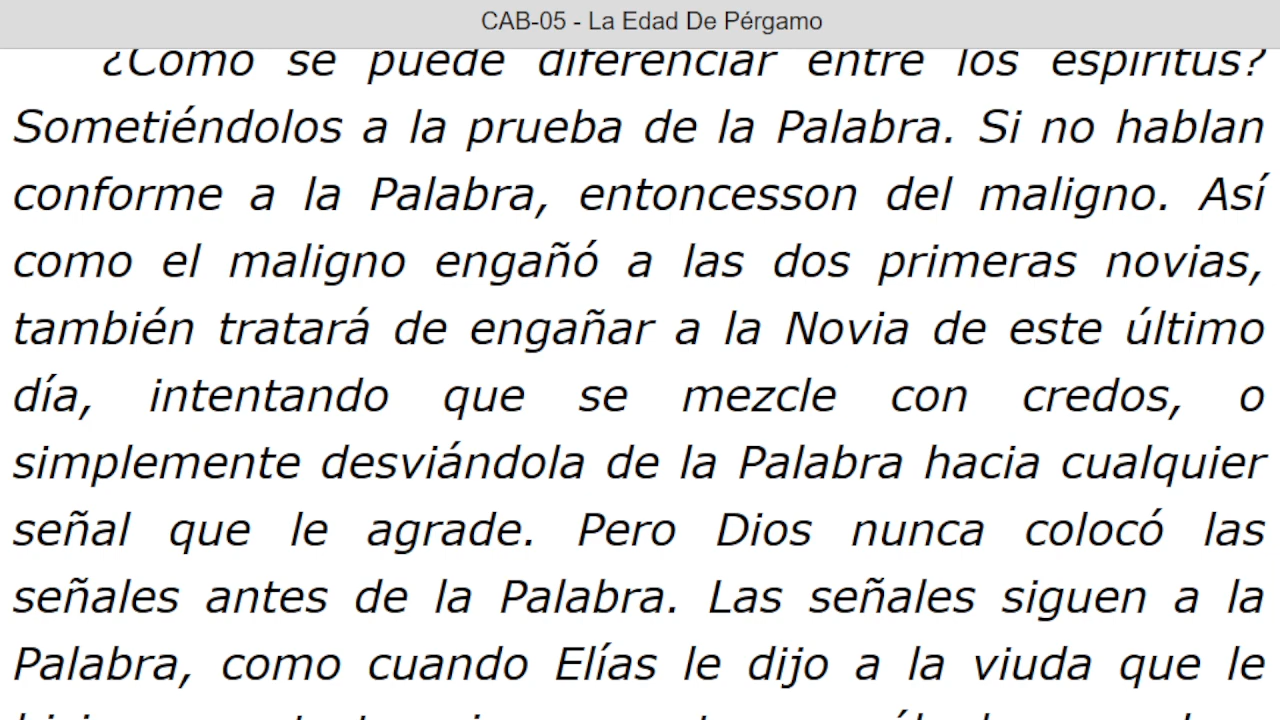 CAB-05 - La Edad De Pérgamo
¿Cómo se puede diferenciar entre los espíritus?
Sometiéndolos a la prueba de la Palabra. Si no hablan
conforme a la Palabra, entoncesson del maligno. Así
como el maligno engañó a las dos primeras novias,
también tratará de engañar a la Novia de este último
día, intentando que se mezcle con credos, o
simplemente desviándola de la Palabra hacia cualquier
señal que le agrade. Pero Dios nunca colocó las
señales antes de la Palabra. Las señales siguen a la
Palabra, como cuando Elías le dijo a la viuda que le